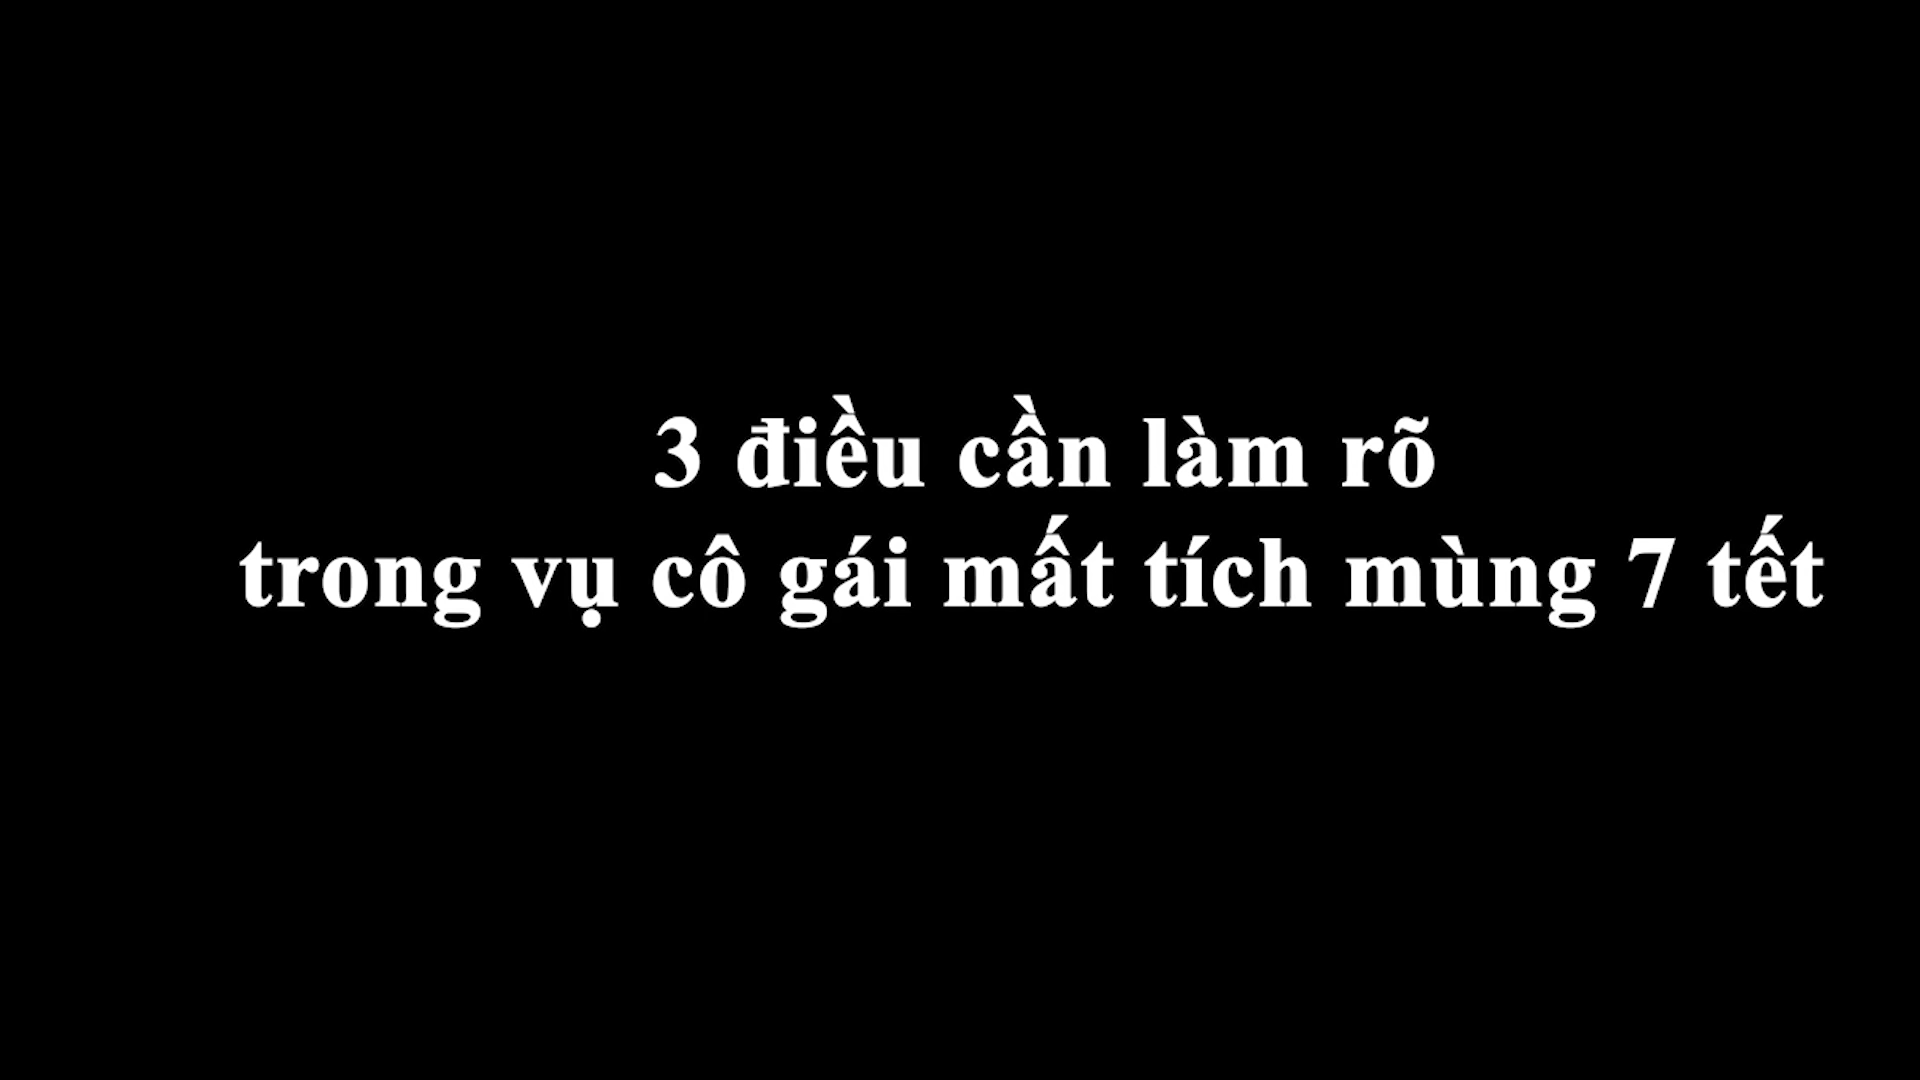 3 điều cần làm rõ
trong vụ cô gái mất tích mùng 7 tết